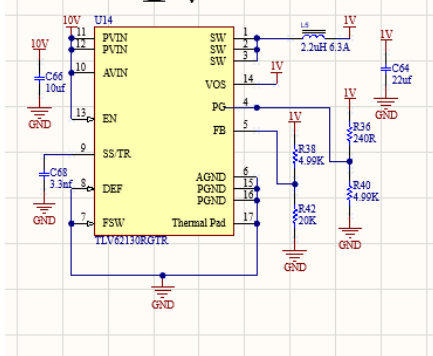 10V
U14
L5
1V
11
PVIN
SW
1
12
PVIN
SW
2
SW
3
2.2uH 6.3A
10V
10
AVIN
1V
1V
VOS
14
C66
10uf
C64
22uf
PG
4
1V
13
EN
FB
5
1V
GND
GND
R36
240R
9
SS/TR
R38
4.99K
C68
3.3nf
AGND
6
8
DEF
PGND
15
PGND
16
R40
4.99K
R42
20K
GND
7
FSW
Thermal Pad
17
TLV62130RGTR
GND
GND
GND